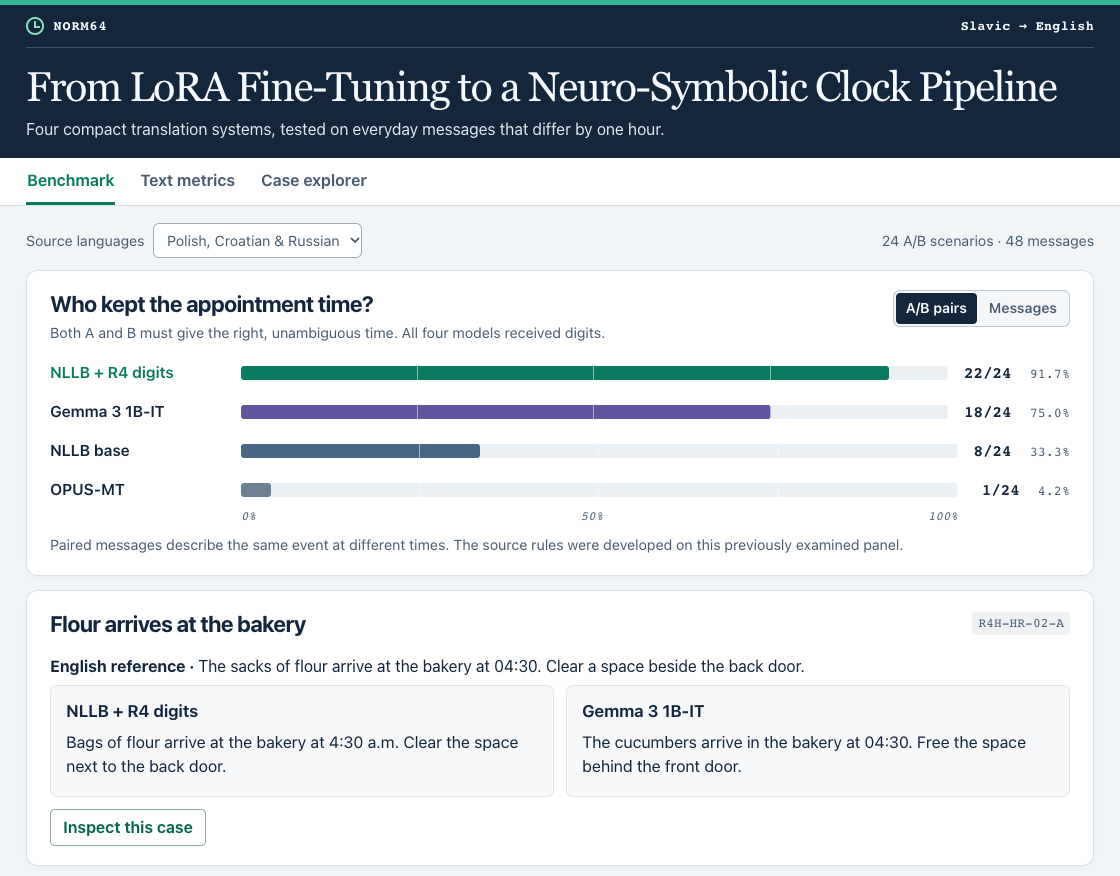 NORM64
Slavic → English
From LoRA Fine-Tuning to a Neuro-Symbolic Clock Pipeline
Four compact translation systems, tested on everyday messages that differ by one hour.
Benchmark Text metrics Case explorer
Source languages Polish, Croatian & Russian 24 A/B scenarios · 48 messages
Who kept the appointment time?
A/B pairs Messages
Both A and B must give the right, unambiguous time. All four models received digits.
NLLB + R4 digits 22/24 91.7%
Gemma 3 1B-IT 18/24 75.0%
NLLB base 8/24 33.3%
OPUS-MT 1/24 4.2%
0% 50% 100%
Paired messages describe the same event at different times. The source rules were developed on this previously examined panel.
Flour arrives at the bakery
R4H-HR-02-A
English reference · The sacks of flour arrive at the bakery at 04:30. Clear a space beside the back door.
NLLB + R4 digits
Bags of flour arrive at the bakery at 4:30 a.m. Clear the space
next to the back door.
Gemma 3 1B-IT
The cucumbers arrive in the bakery at 04:30. Free the space
behind the front door.
Inspect this case